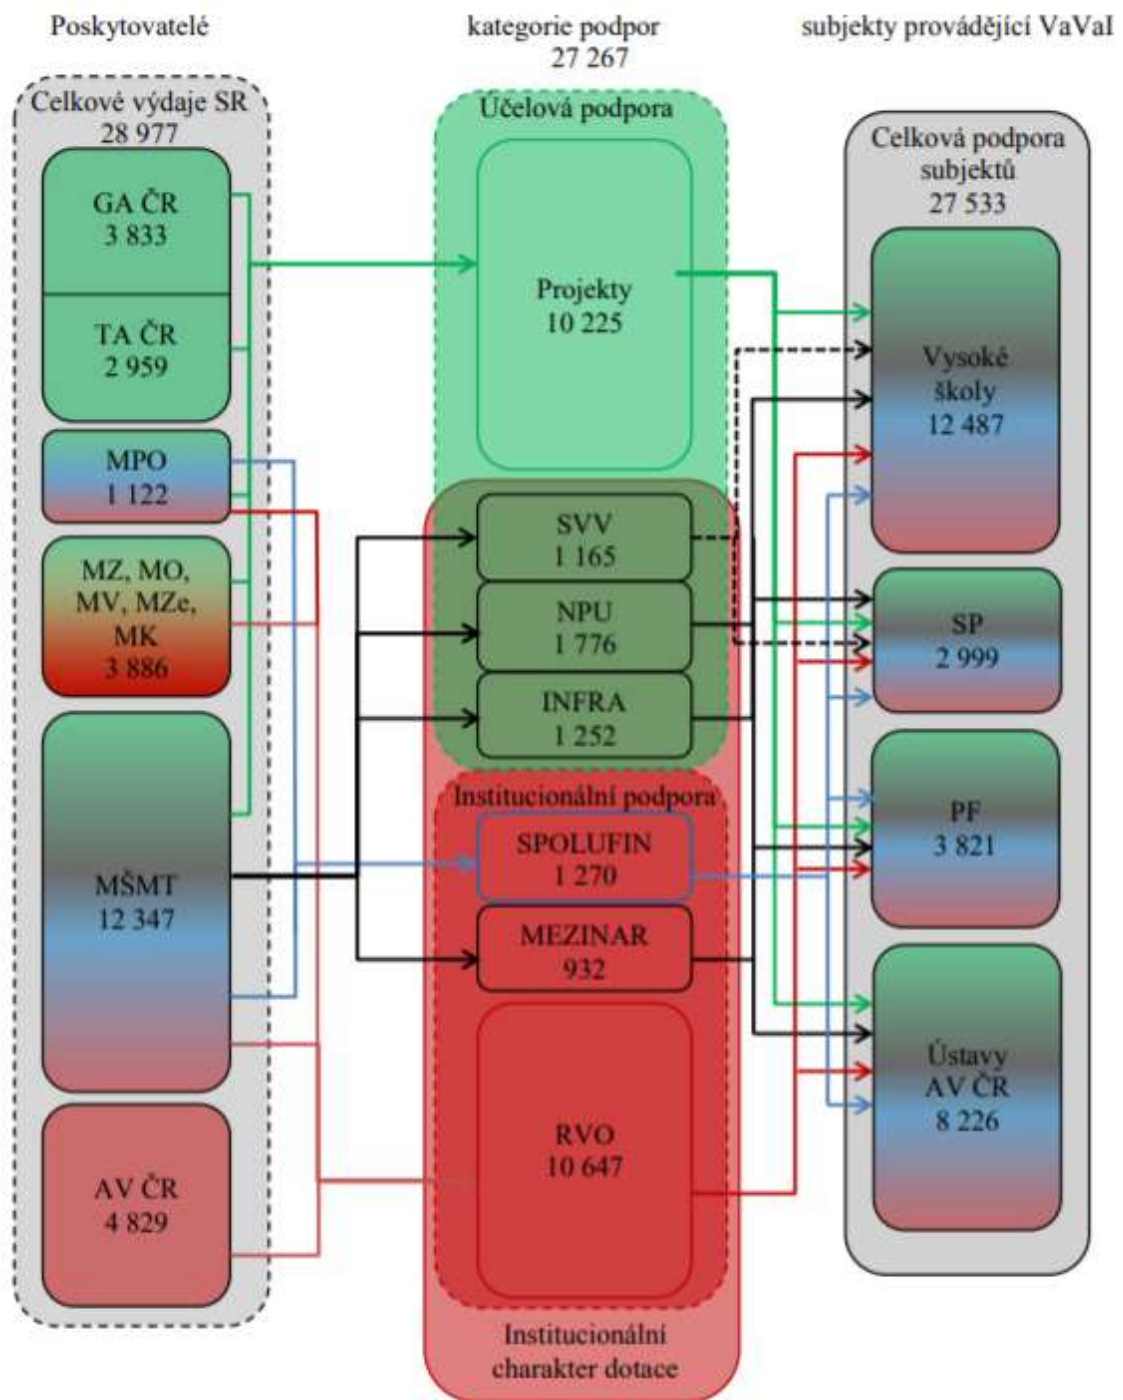 Poskytovatelé
kategorie podpor
27 267
subjekty provádějící VaVaI
Celkové výdaje SR
28 977
GA ČR
3 833
TA ČR
2 959
MPO
1 122
MZ, MO,
MV, MZe,
MK
3 886
MŠMT
12 347
AV ČR
4 829
Účelová podpora
Projekty
10 225
SVV
1 165
NPU
1 776
INFRA
1 252
Institucionální podpora
SPOLUFIN
1 270
MEZINAR
932
RVO
10 647
Institucionální
charakter dotace
Celková podpora
subjektů
27 533
Vysoké
školy
12 487
SP
2 999
PF
3 821
Ústavy
AV ČR
8 226